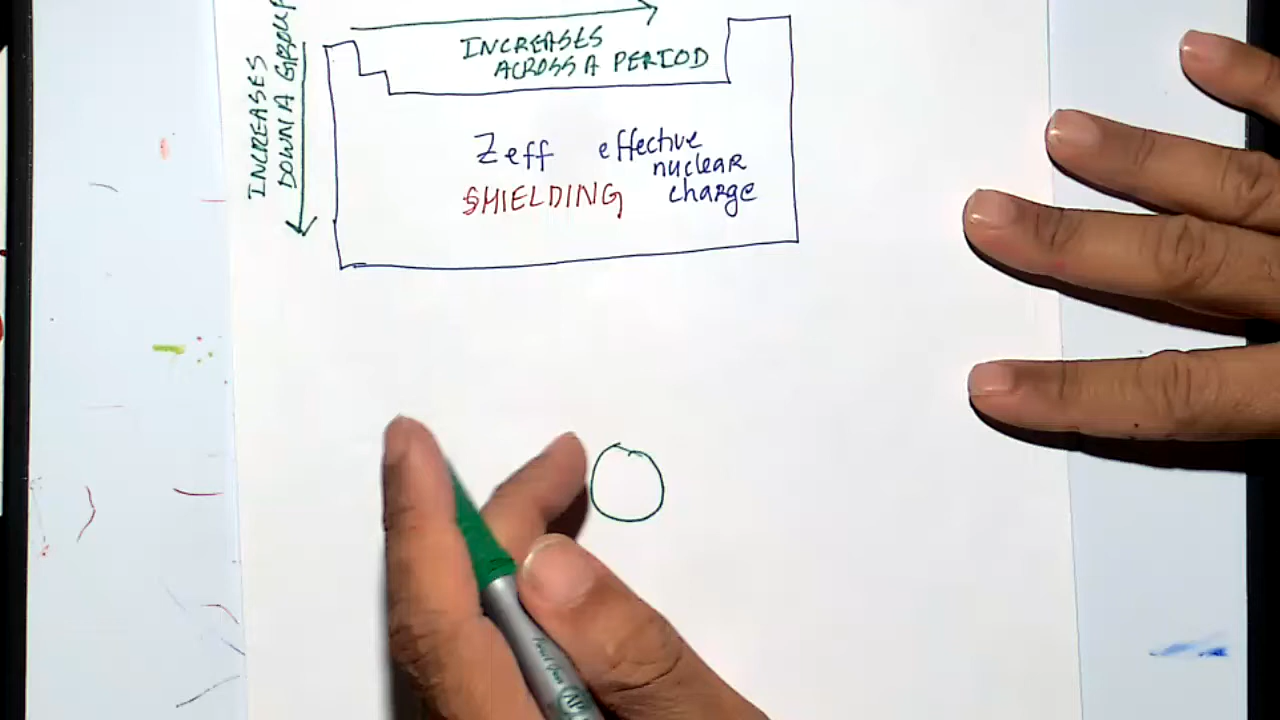 INCREASES
DOWN A GROUP
INCREASES
ACROSS A PERIOD
Zeff effective
nuclear
SHIELDING charge